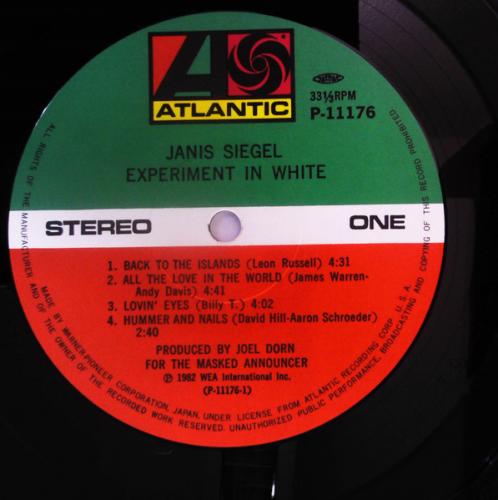 ATLANTIC
33⅓RPM
P-11176
JANIS SIEGEL
EXPERIMENT IN WHITE
STEREO ONE
1. BACK TO THE ISLANDS (Leon Russell) 4:31
2. ALL THE LOVE IN THE WORLD (James Warren-
Andy Davis) 4:41
3. LOVIN' EYES (Billy T.) 4:02
4. HUMMER AND NAILS (David Hill-Aaron Schroeder)
2:40
PRODUCED BY JOEL DORN
FOR THE MASKED ANNOUNCER
Ⓟ 1982 WEA International Inc.
(P-11176-1)
MADE BY WARNER-PIONEER CORPORATION, JAPAN, UNDER LICENSE FROM ATLANTIC RECORDING CORP. U.S.A.
ALL RIGHTS OF THE MANUFACTURER AND OF THE OWNER OF THE RECORDED WORK RESERVED. UNAUTHORIZED PUBLIC PERFORMANCE, BROADCASTING AND COPYING OF THIS RECORD PROHIBITED.